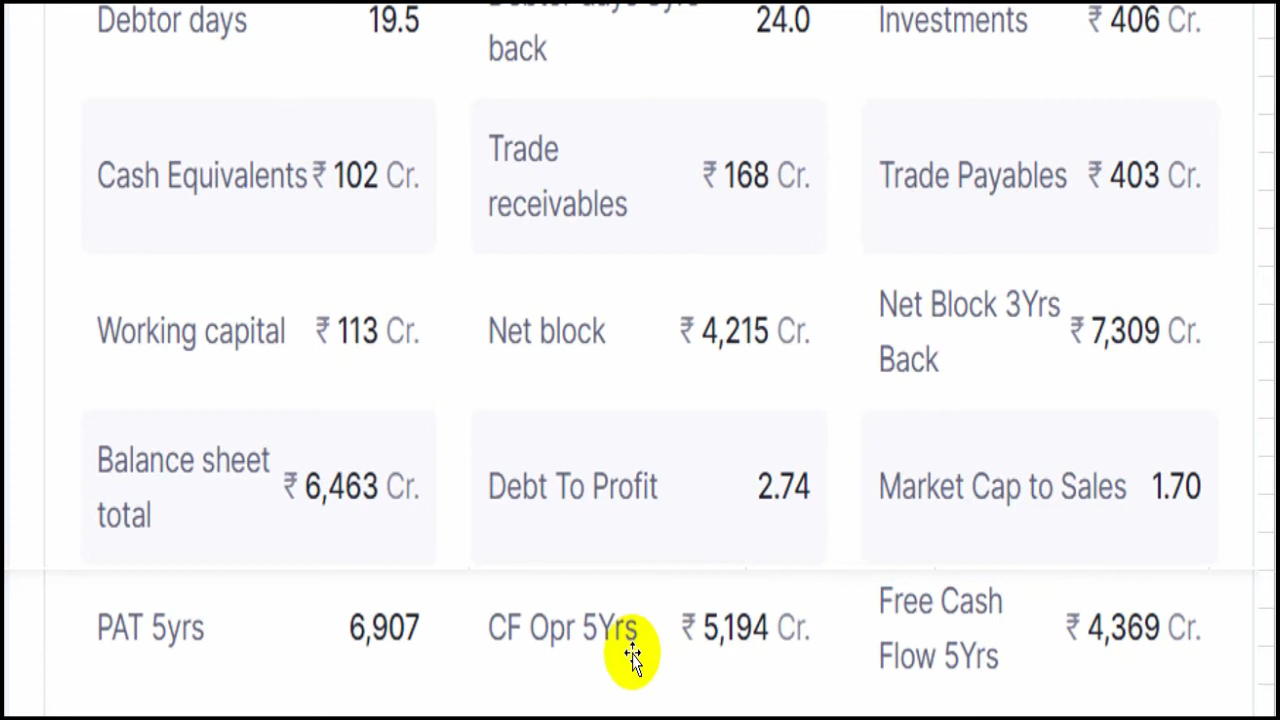 Debtor days 19.5
back 24.0
Investments ₹ 406 Cr.
Cash Equivalents ₹ 102 Cr.
Trade
receivables ₹ 168 Cr.
Trade Payables ₹ 403 Cr.
Working capital ₹ 113 Cr.
Net block ₹ 4,215 Cr.
Net Block 3Yrs
Back ₹ 7,309 Cr.
Balance sheet
total ₹ 6,463 Cr.
Debt To Profit 2.74
Market Cap to Sales 1.70
PAT 5yrs 6,907
CF Opr 5Yrs ₹ 5,194 Cr.
Free Cash
Flow 5Yrs ₹ 4,369 Cr.